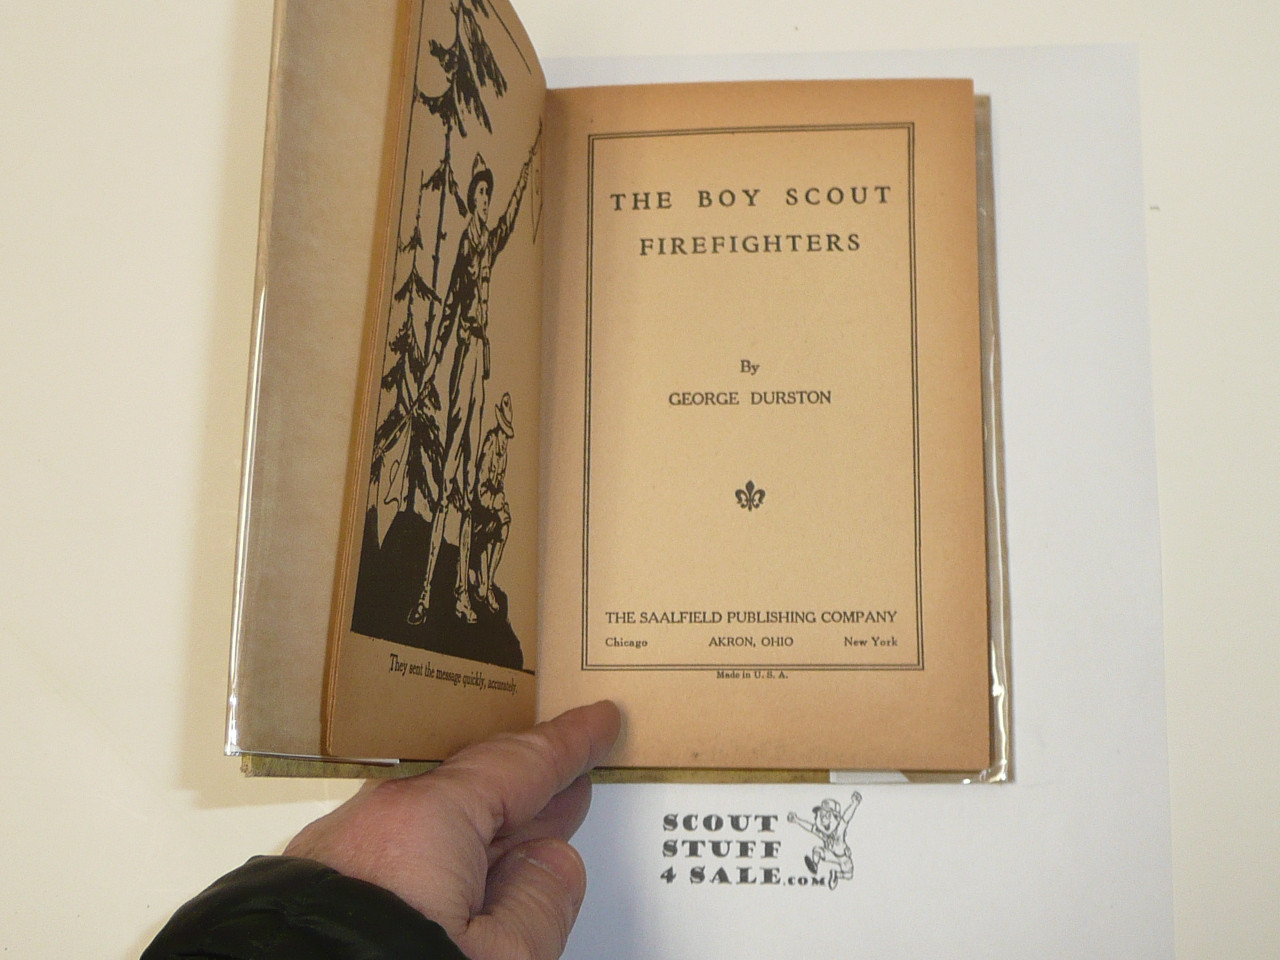 They sent the message quickly, accurately.
THE BOY SCOUT
FIREFIGHTERS
By
GEORGE DURSTON
THE SAALFIELD PUBLISHING COMPANY
Chicago AKRON, OHIO New York
Made in U. S. A.
SCOUT
STUFF
4 SALE.COM